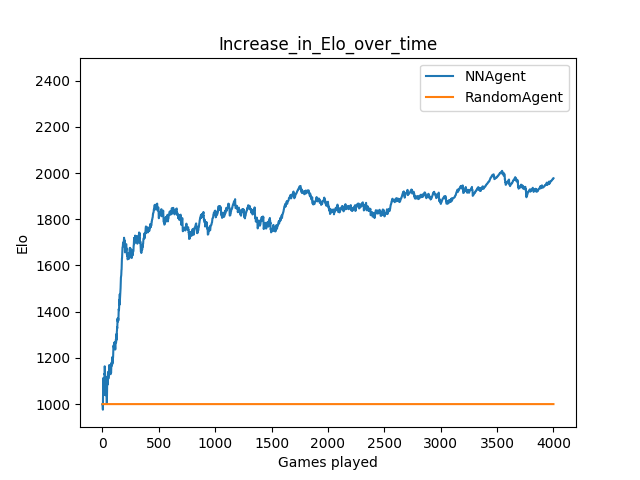 Increase_in_Elo_over_time
NNAgent
RandomAgent
2400
2200
2000
1800
1600
1400
1200
1000
Elo
0 500 1000 1500 2000 2500 3000 3500 4000
Games played